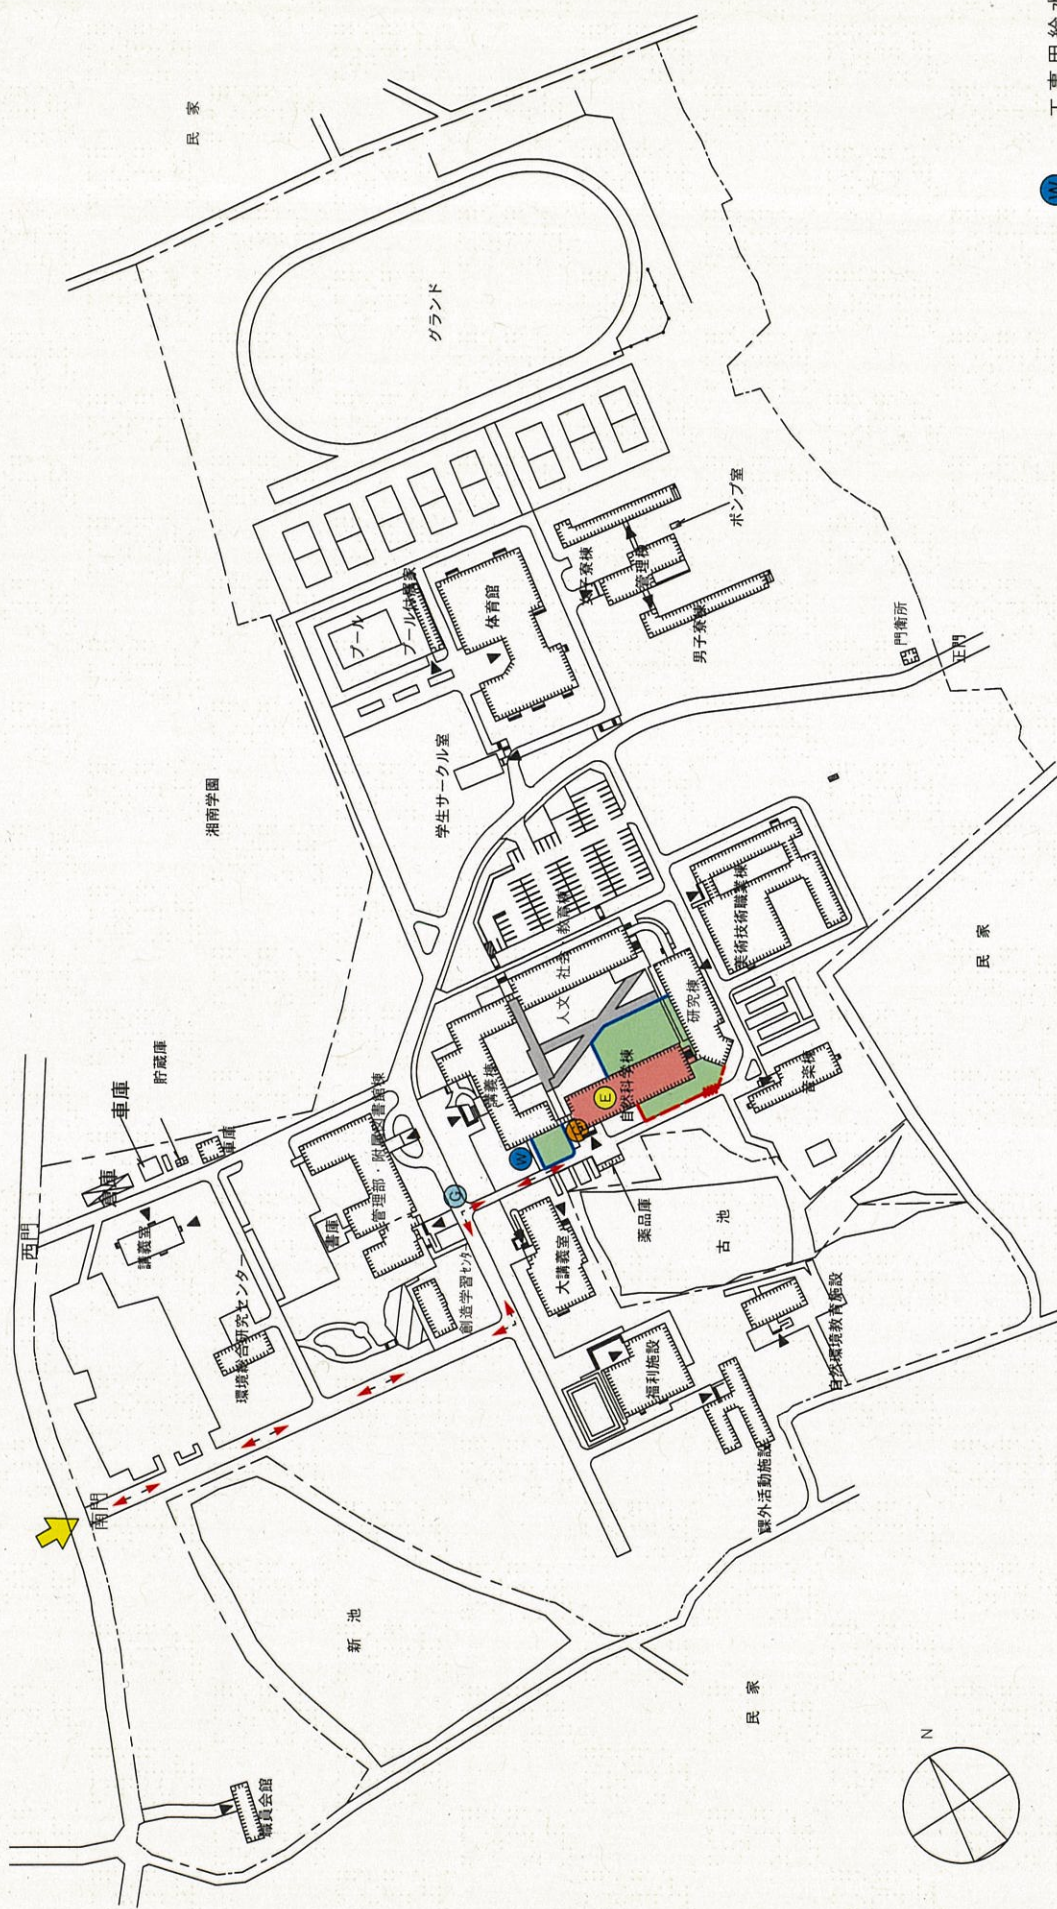 民 家
グランド
湘南学園
プール
プール付属家
体育館
学生サークル室
女子寮棟
管理棟
男子寮棟
ポンプ室
門衛所
正門
美術技術職業棟
民 家
人文 社会 教育棟
研究棟
自然科学棟
音楽棟
講義棟
管理部・附属図書館棟
書庫
車庫
貯蔵庫
車庫
倉庫
西門
講義室
環境総合研究センター
創造学習センター
大講義室
薬品庫
古 池
自然環境教育施設
福利施設
課外活動施設
南門
新 池
職員会館
民 家
W
G
E
N
W